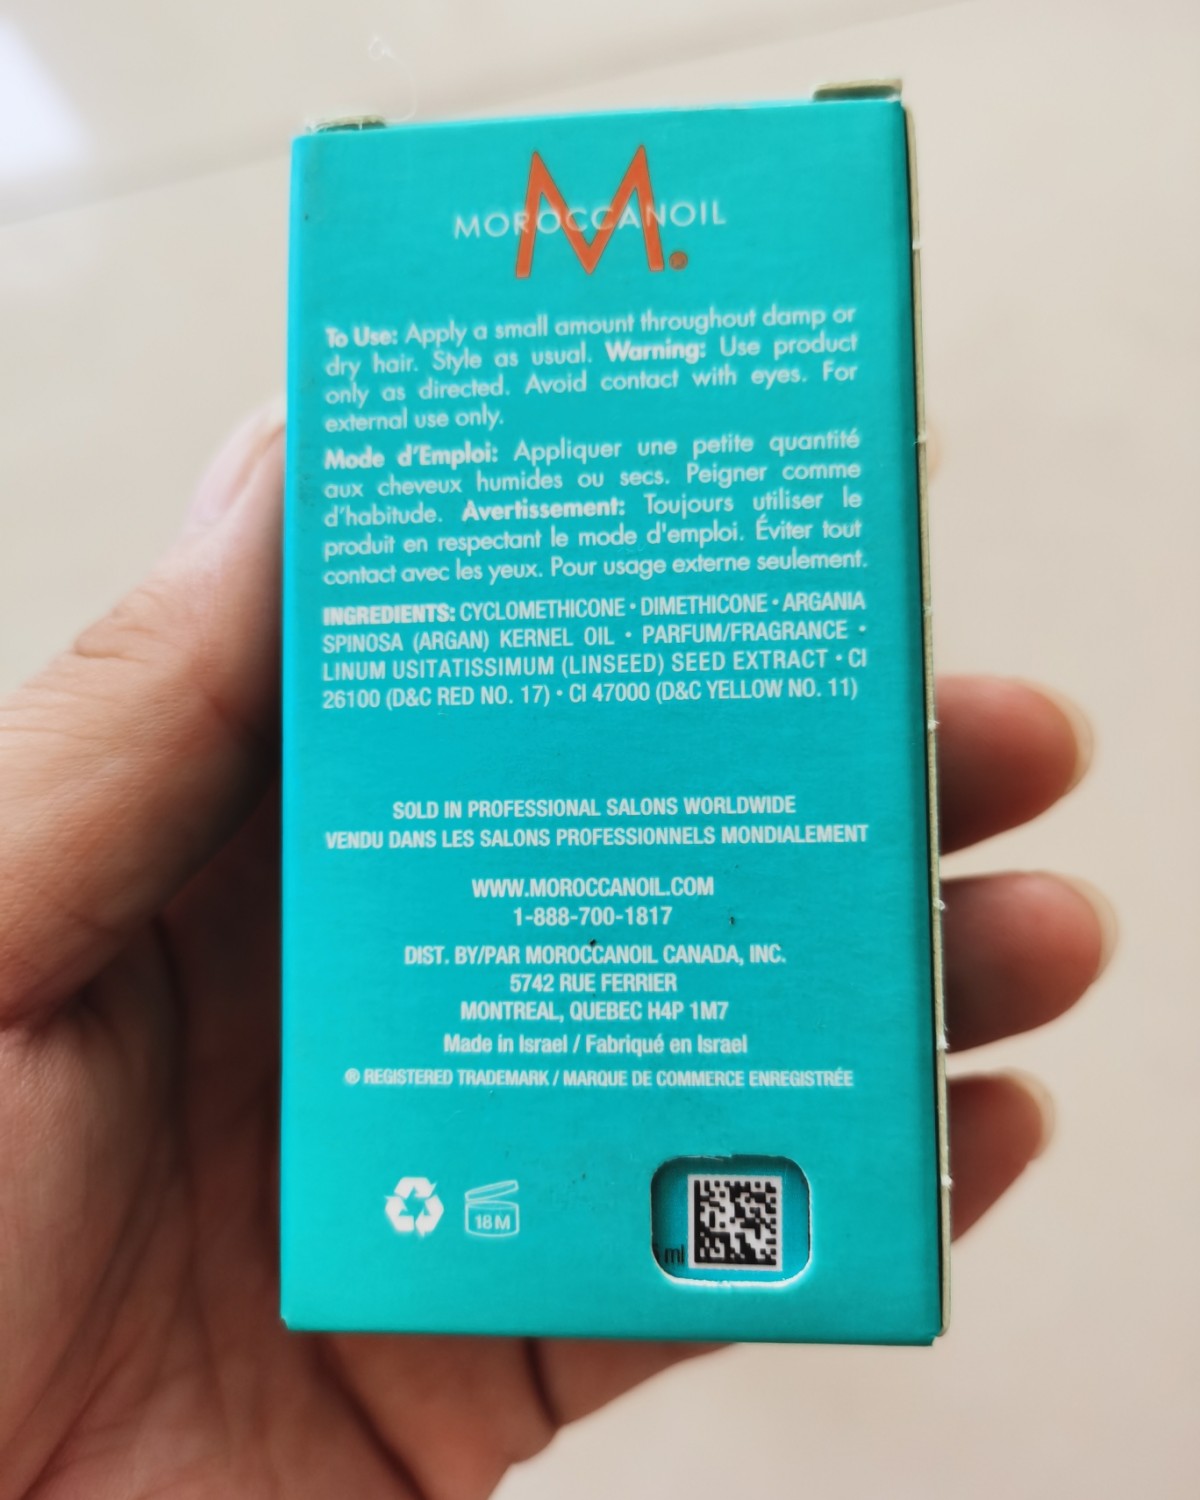 M.
MOROCCANOIL
To Use: Apply a small amount throughout damp or
dry hair. Style as usual. Warning: Use product
only as directed. Avoid contact with eyes. For
external use only.
Mode d'Emploi: Appliquer une petite quantité
aux cheveux humides ou secs. Peigner comme
d'habitude. Avertissement: Toujours utiliser le
produit en respectant le mode d'emploi. Éviter tout
contact avec les yeux. Pour usage externe seulement.
INGREDIENTS: CYCLOMETHICONE • DIMETHICONE • ARGANIA
SPINOSA (ARGAN) KERNEL OIL • PARFUM/FRAGRANCE •
LINUM USITATISSIMUM (LINSEED) SEED EXTRACT • CI
26100 (D&C RED NO. 17) • CI 47000 (D&C YELLOW NO. 11)
SOLD IN PROFESSIONAL SALONS WORLDWIDE
VENDU DANS LES SALONS PROFESSIONNELS MONDIALEMENT
WWW.MOROCCANOIL.COM
1-888-700-1817
DIST. BY/PAR MOROCCANOIL CANADA, INC.
5742 RUE FERRIER
MONTREAL, QUEBEC H4P 1M7
Made in Israel / Fabriqué en Israel
® REGISTERED TRADEMARK / MARQUE DE COMMERCE ENREGISTRÉE
18M
ml